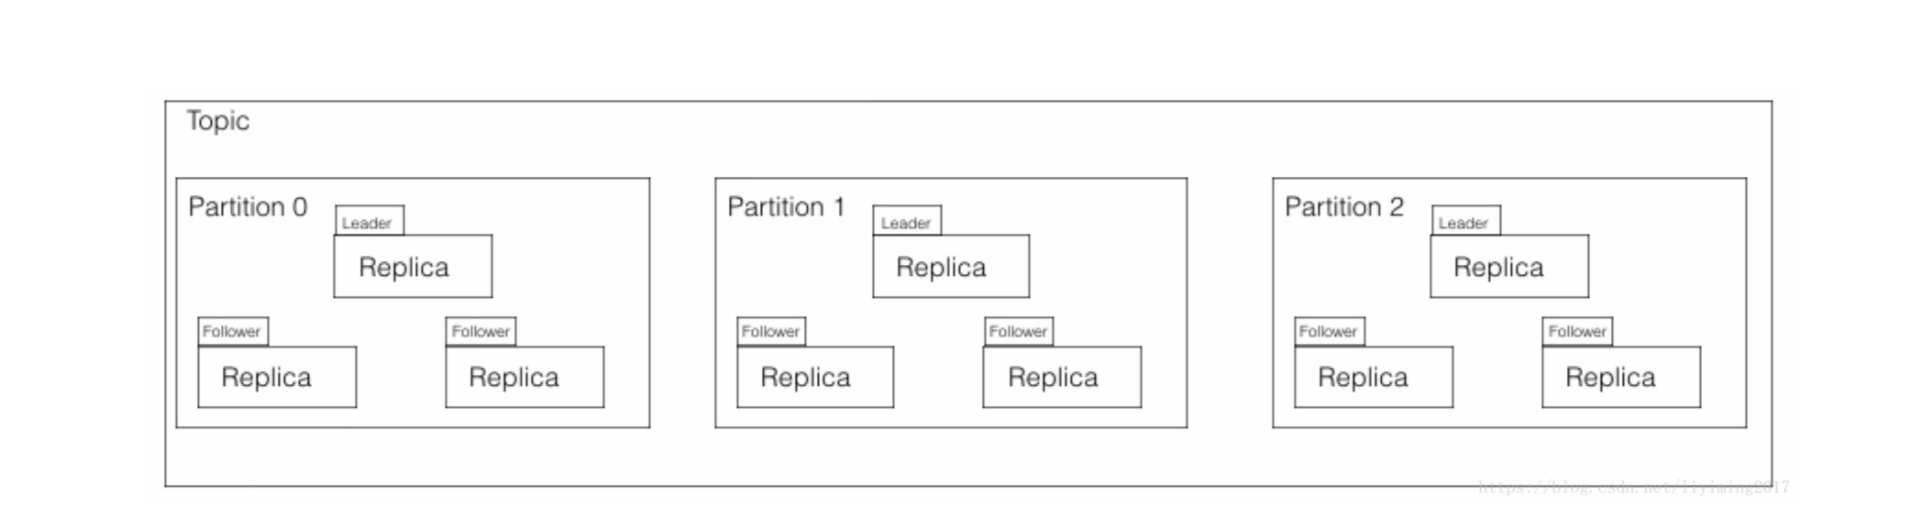 Topic
Partition 0
Leader
Replica
Follower
Replica
Follower
Replica
Partition 1
Leader
Replica
Follower
Replica
Follower
Replica
Partition 2
Leader
Replica
Follower
Replica
Follower
Replica
https://blog.csdn.net/liyiming2017